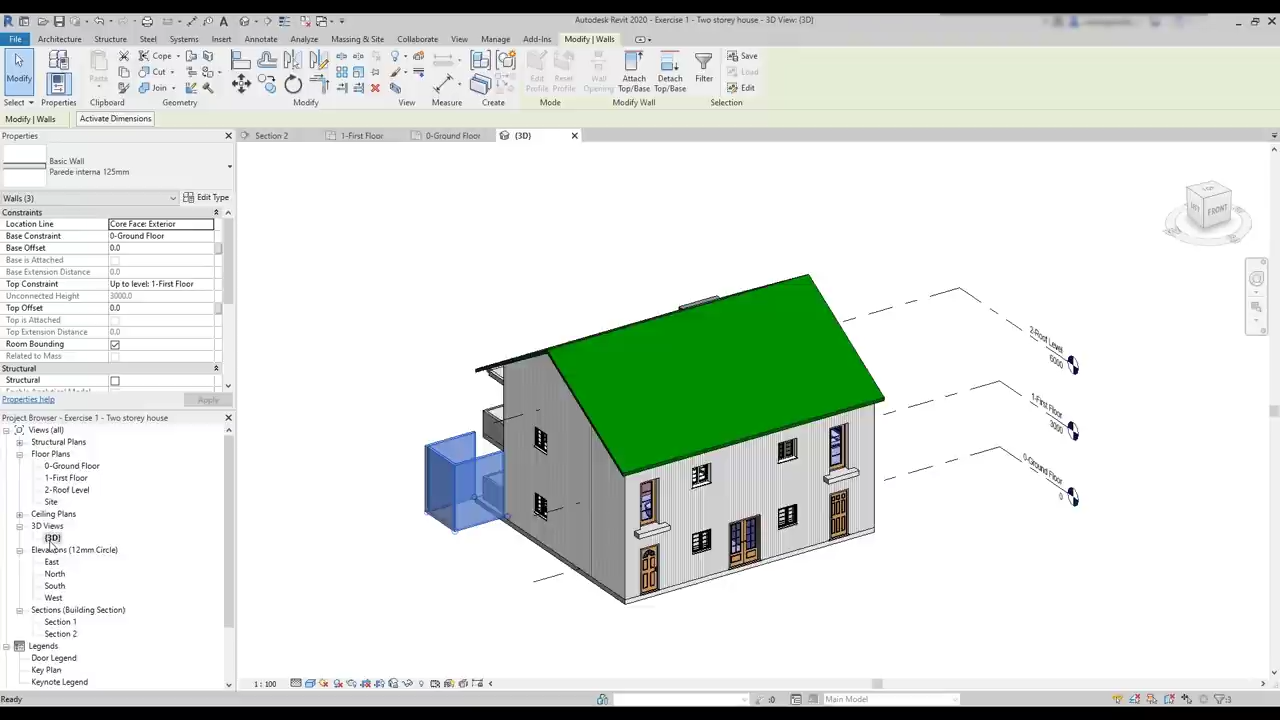 Autodesk Revit 2020 - Exercise 1 - Two storey house - 3D View: {3D}
File Architecture Structure Steel Systems Insert Annotate Analyze Massing & Site Collaborate View Manage Add-Ins Modify | Walls
Modify Paste Cope Cut Join Edit Profile Reset Profile Wall Opening Attach Top/Base Detach Top/Base Filter Save Load Edit
Select Properties Clipboard Geometry Modify View Measure Create Mode Modify Wall Selection
Modify | Walls Activate Dimensions
Properties
Section 2 1-First Floor 0-Ground Floor {3D}
Basic Wall
Parede interna 125mm
Walls (3) Edit Type
Constraints
Location Line Core Face: Exterior
Base Constraint 0-Ground Floor
Base Offset 0.0
Base is Attached
Base Extension Distance 0.0
Top Constraint Up to level: 1-First Floor
Unconnected Height 3000.0
Top Offset 0.0
Top is Attached
Top Extension Distance 0.0
Room Bounding
Related to Mass
Structural
Structural
Properties help Apply
Project Browser - Exercise 1 - Two storey house
Views (all)
Structural Plans
Floor Plans
0-Ground Floor
1-First Floor
2-Roof Level
Site
Ceiling Plans
3D Views
{3D}
Elevations (12mm Circle)
East
North
South
West
Sections (Building Section)
Section 1
Section 2
Legends
Door Legend
Key Plan
Keynote Legend
TOP
LEFT FRONT
2-Roof Level
6000
1-First Floor
3000
0-Ground Floor
0
1 : 100
Ready :0 Main Model :3